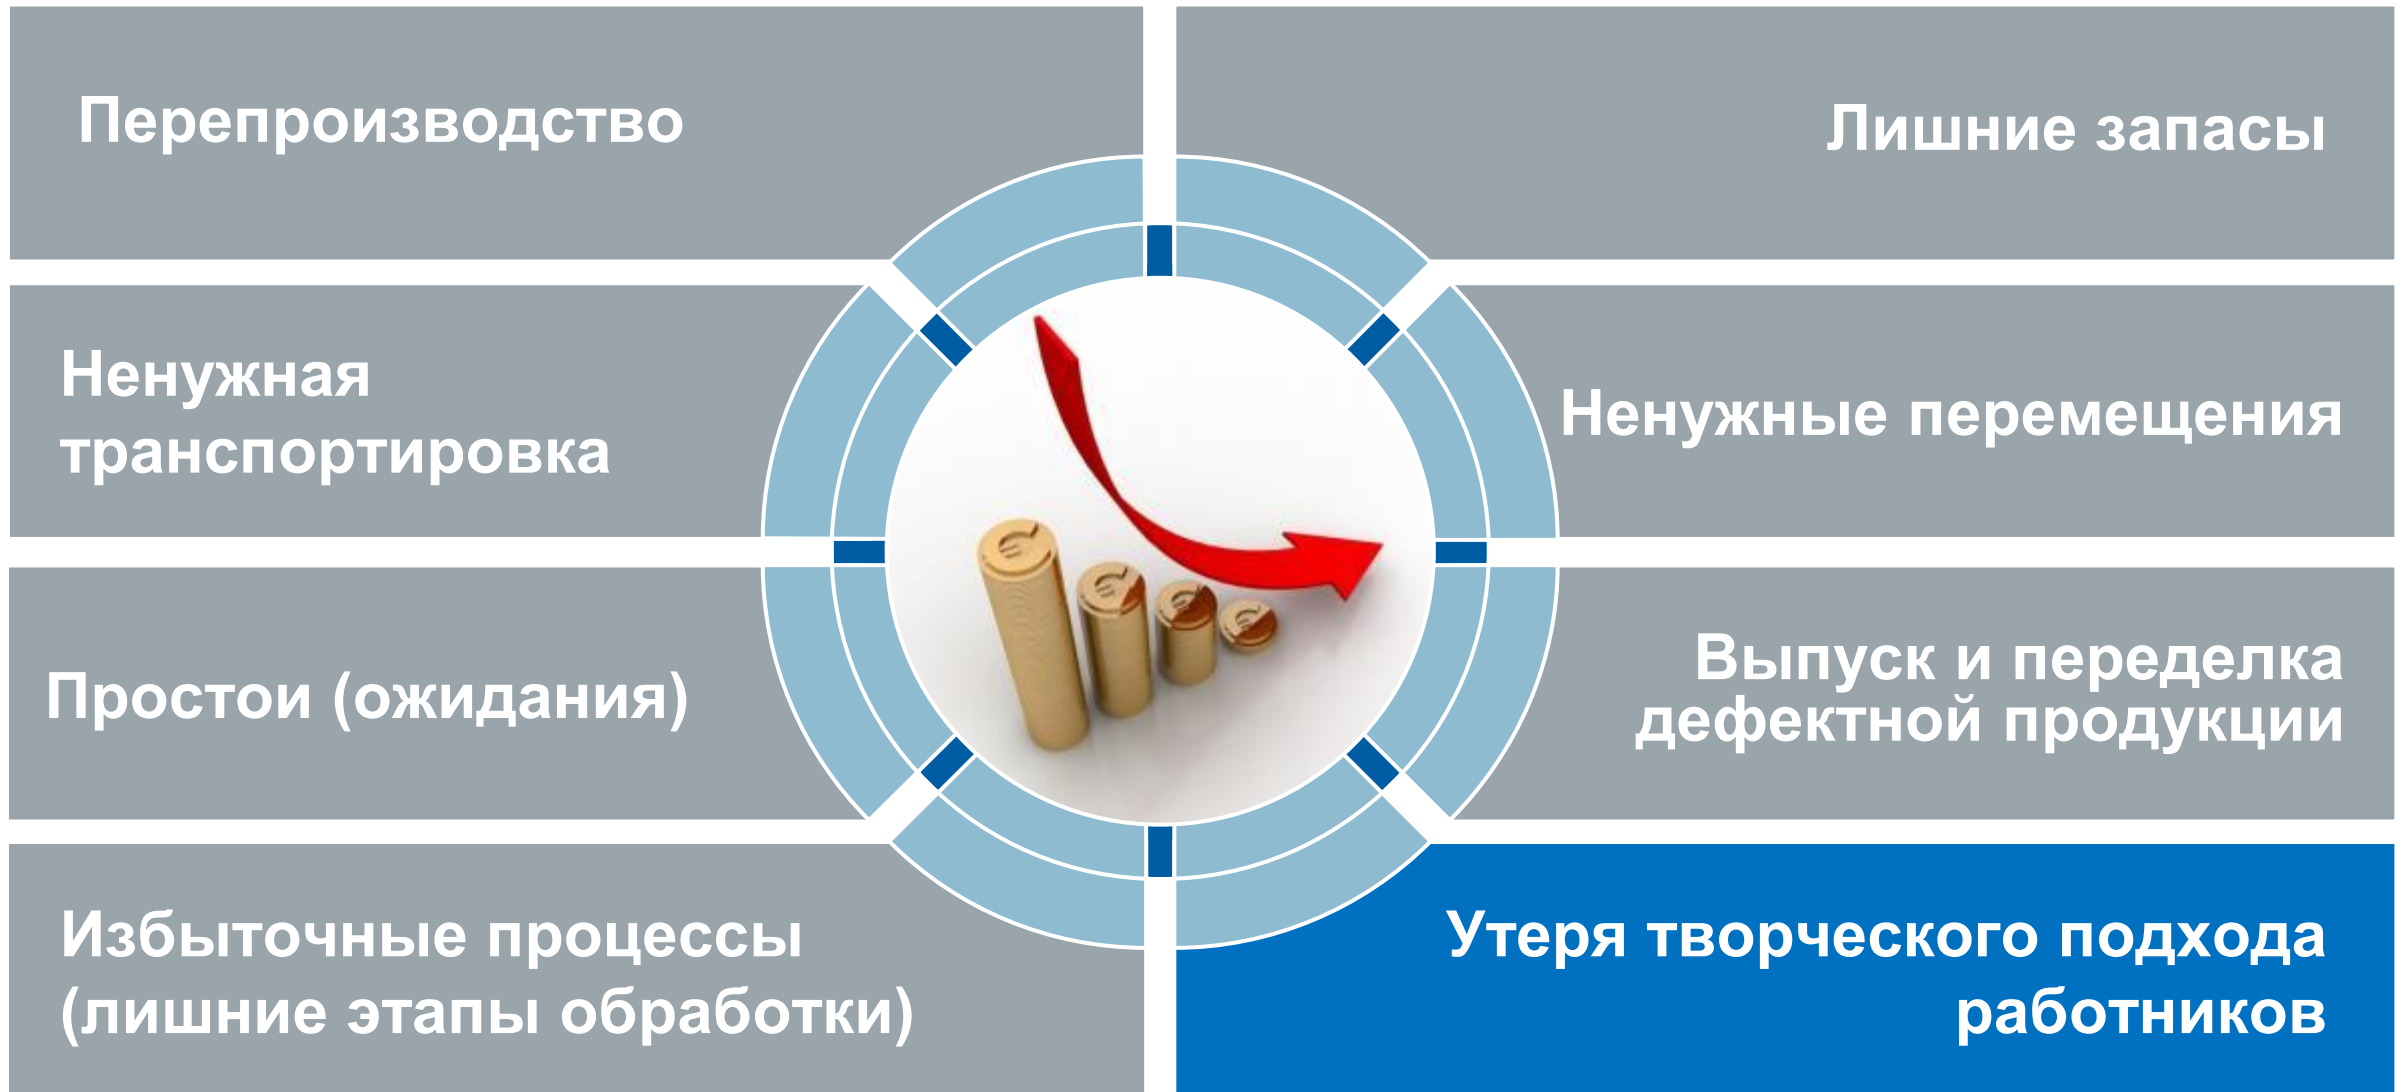 Перепроизводство
Лишние запасы
Ненужная
транспортировка
Ненужные перемещения
Простои (ожидания)
Выпуск и переделка
дефектной продукции
Избыточные процессы
(лишние этапы обработки)
Утеря творческого подхода
работников